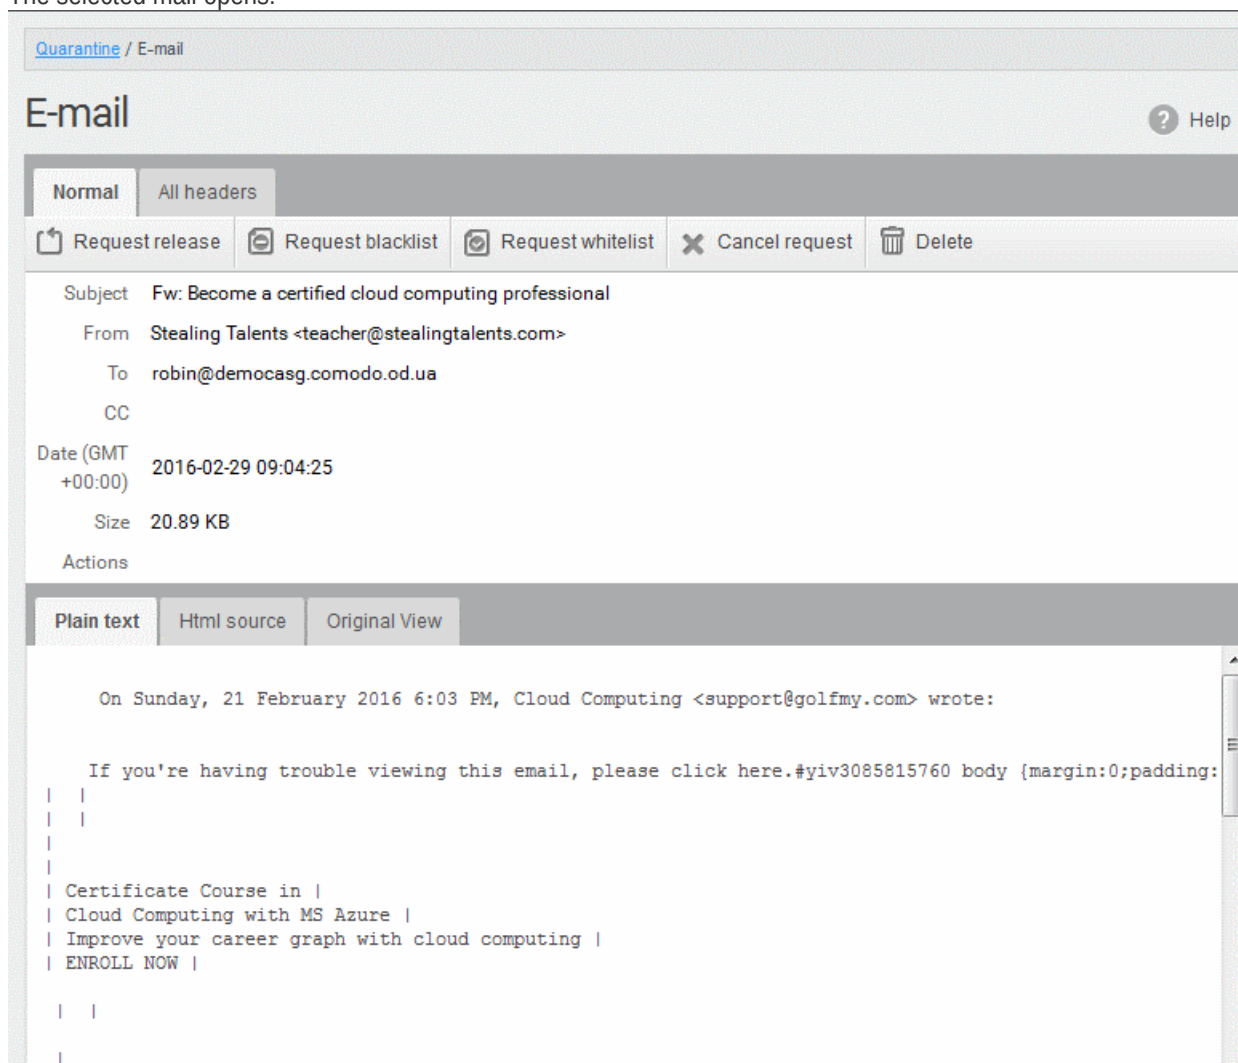 The selected mail opens.
Quarantine / E-mail
E-mail
Help
Normal All headers
Request release Request blacklist Request whitelist Cancel request Delete
Subject Fw: Become a certified cloud computing professional
From Stealing Talents <teacher@stealingtalents.com>
To robin@democasg.comodo.od.ua
CC
Date (GMT
+00:00) 2016-02-29 09:04:25
Size 20.89 KB
Actions
Plain text Html source Original View
On Sunday, 21 February 2016 6:03 PM, Cloud Computing <support@golfmy.com> wrote:
If you're having trouble viewing this email, please click here.#yiv3085815760 body {margin:0;padding:
| |
| |
|
|
| Certificate Course in |
| Cloud Computing with MS Azure |
| Improve your career graph with cloud computing |
| ENROLL NOW |
| |
|